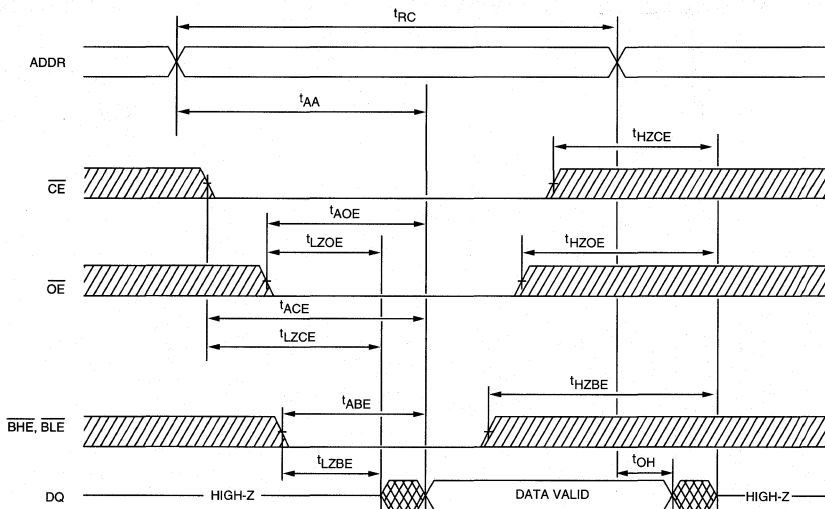 tRC
ADDR
tAA
tHZCE
CE
tAOE
tLZOE
tHZOE
OE
tACE
tLZCE
tHZBE
tABE
BHE, BLE
tLZBE
tOH
DQ
HIGH-Z
DATA VALID
HIGH-Z